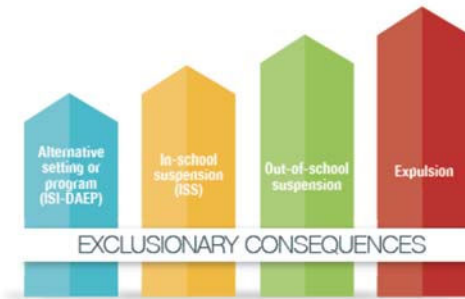 Alternative
setting or
program
(ISI-DAEP)
In-school
suspension
(ISS)
Out-of-school
suspension
Expulsion
EXCLUSIONARY CONSEQUENCES